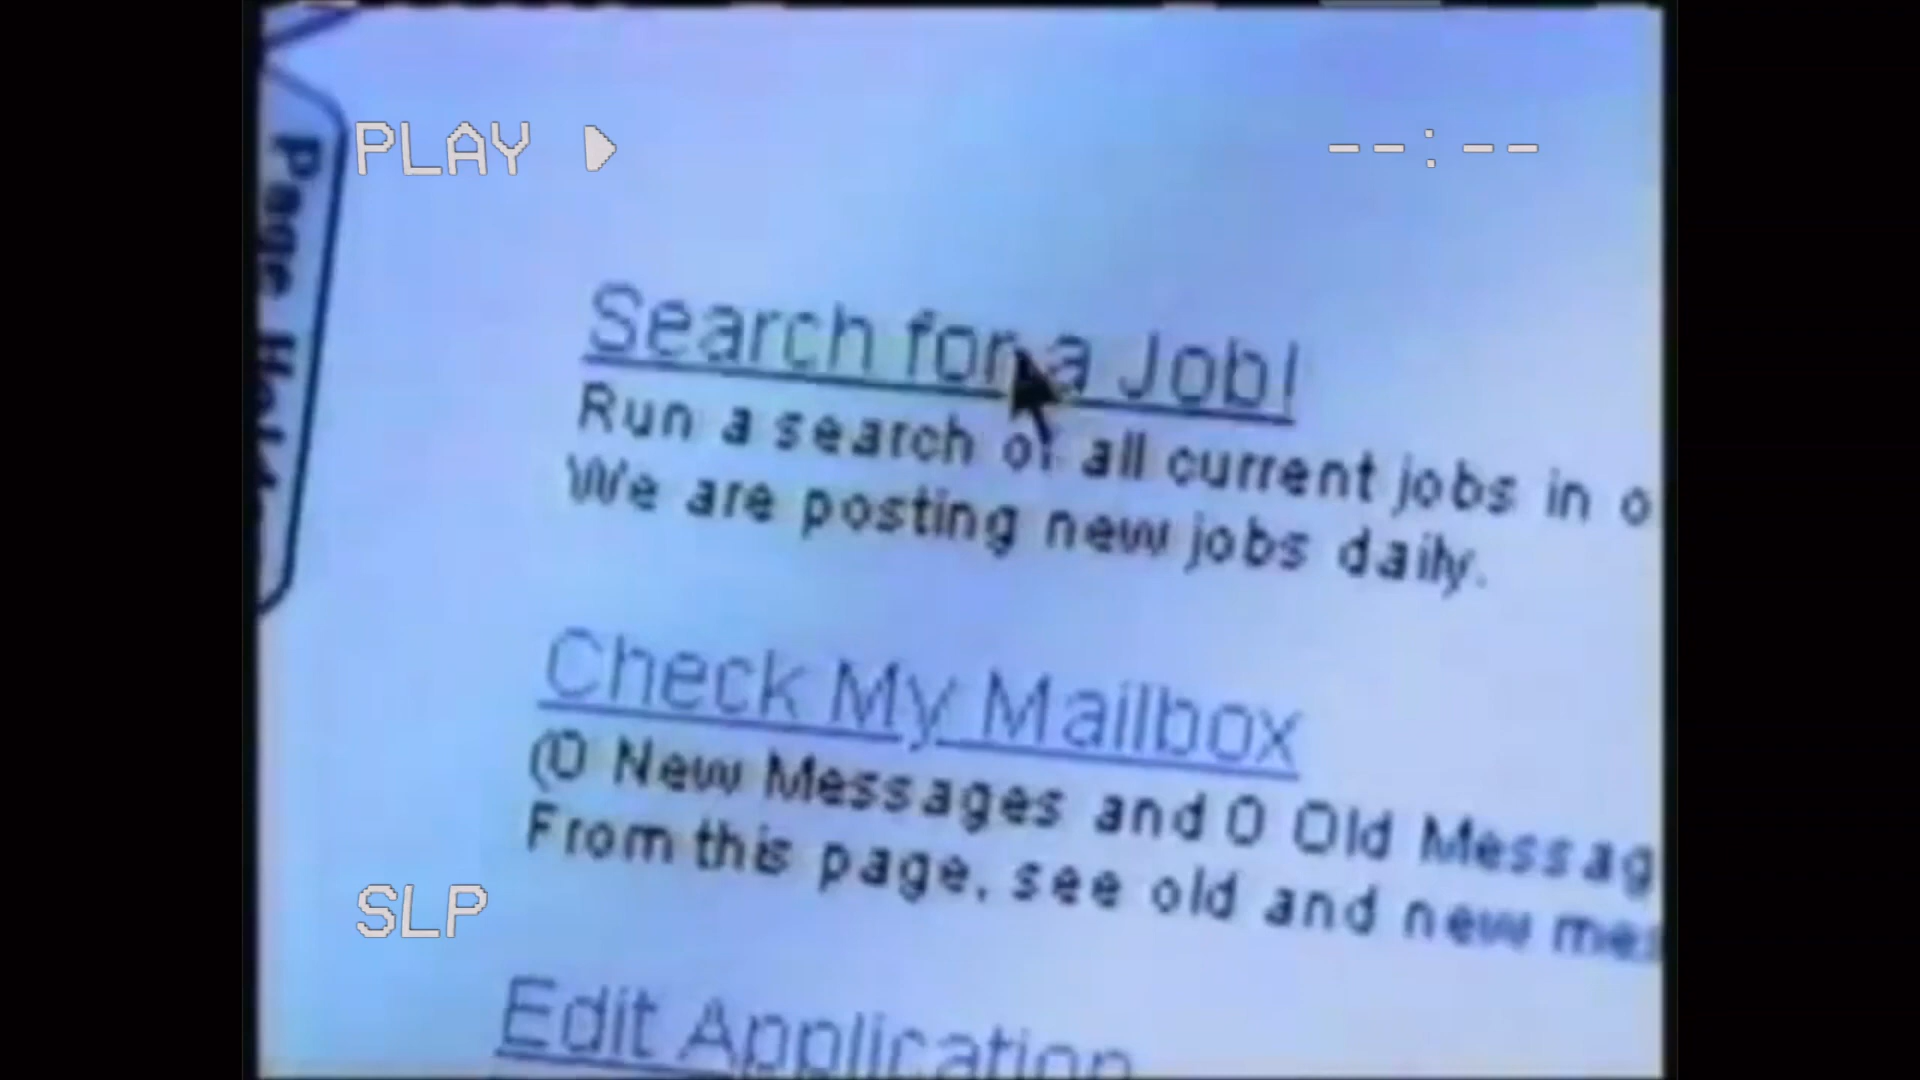 PLAY
--:--
Page
Search for a Job!
Run a search of all current jobs in o
We are posting new jobs daily.
Check My Mailbox
(0 New Messages and 0 Old Messag
From this page, see old and new mes
SLP
Edit Application